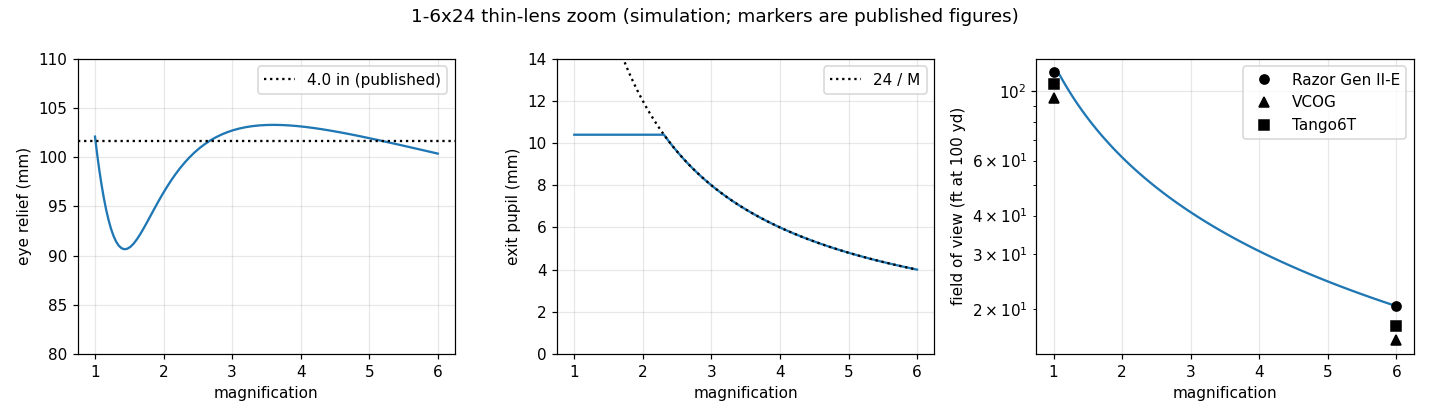 1-6x24 thin-lens zoom (simulation; markers are published figures)
110
105
100
95
90
85
80
eye relief (mm)
4.0 in (published)
1 2 3 4 5 6
magnification
14
12
10
8
6
4
2
0
exit pupil (mm)
24 / M
1 2 3 4 5 6
magnification
10²
6 × 10¹
4 × 10¹
3 × 10¹
2 × 10¹
field of view (ft at 100 yd)
Razor Gen II-E
VCOG
Tango6T
1 2 3 4 5 6
magnification